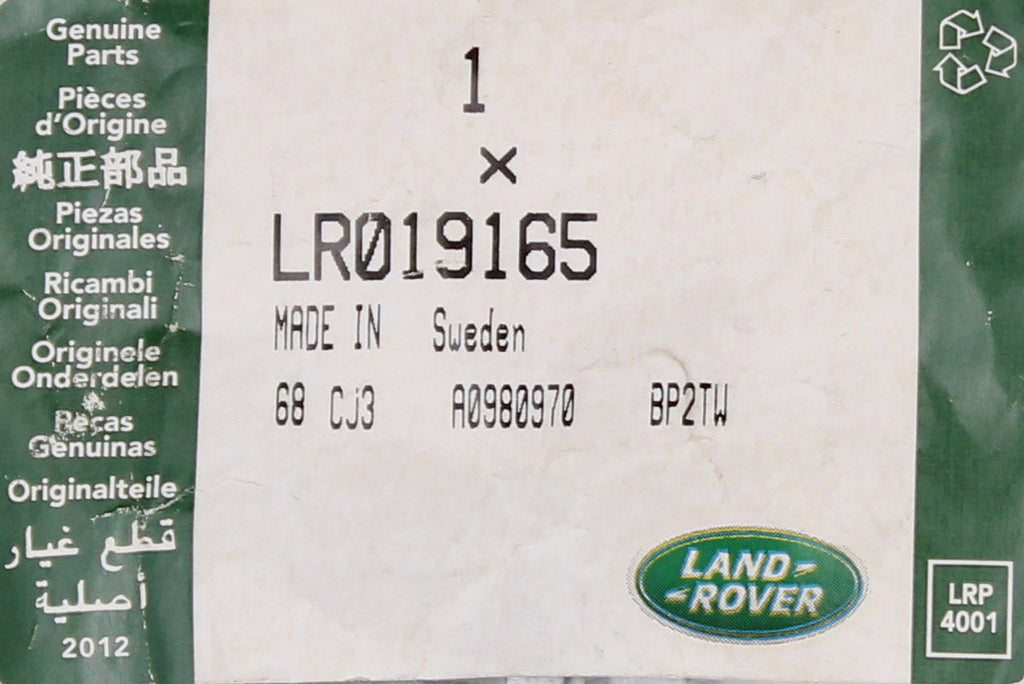 Genuine
Parts
Pièces
d'Origine
純正部品
Piezas
Originales
Ricambi
Originali
Originele
Onderdelen
Peças
Genuinas
Originalteile
قطع غيار
أصلية
2012
1
×
LR019165
MADE IN Sweden
68 CJ3 A0980970 BP2TW
LAND
ROVER
LRP
4001